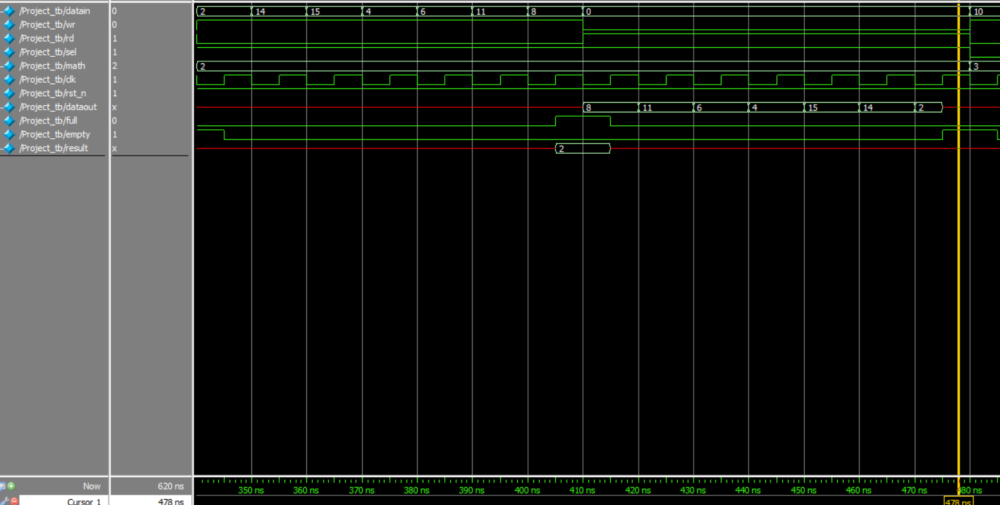 /Project_tb/datain 0 2 14 15 4 6 11 8 0 10
/Project_tb/wr 0
/Project_tb/rd 1
/Project_tb/sel 1
/Project_tb/math 2 2 3
/Project_tb/clk 1
/Project_tb/rst_n 1
/Project_tb/dataout x 8 11 6 4 15 14 2
/Project_tb/full 0
/Project_tb/empty 1
/Project_tb/result x 2
Now 620 ns 350 ns 360 ns 370 ns 380 ns 390 ns 400 ns 410 ns 420 ns 430 ns 440 ns 450 ns 460 ns 470 ns 480 ns
Cursor 1 478 ns 478 ns